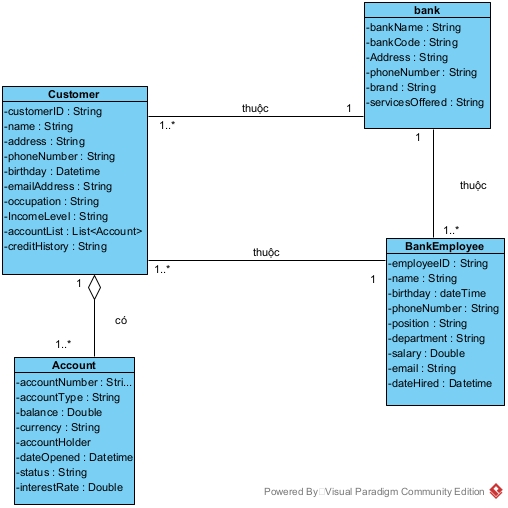 bank
-bankName : String
-bankCode : String
-Address : String
-phoneNumber : String
-brand : String
-servicesOffered : String
Customer
-customerID : String
-name : String
-address : String
-phoneNumber : String
-birthday : Datetime
-emailAddress : String
-occupation : String
-IncomeLevel : String
-accountList : List<Account>
-creditHistory : String
thuộc
1
1..*
1
thuộc
1..*
BankEmployee
-employeeID : String
-name : String
-birthday : dateTime
-phoneNumber : String
-position : String
-department : String
-salary : Double
-email : String
-dateHired : Datetime
thuộc
1..*
1
1
có
1..*
Account
-accountNumber : Stri...
-accountType : String
-balance : Double
-currency : String
-accountHolder
-dateOpened : Datetime
-status : String
-interestRate : Double
Powered By Visual Paradigm Community Edition